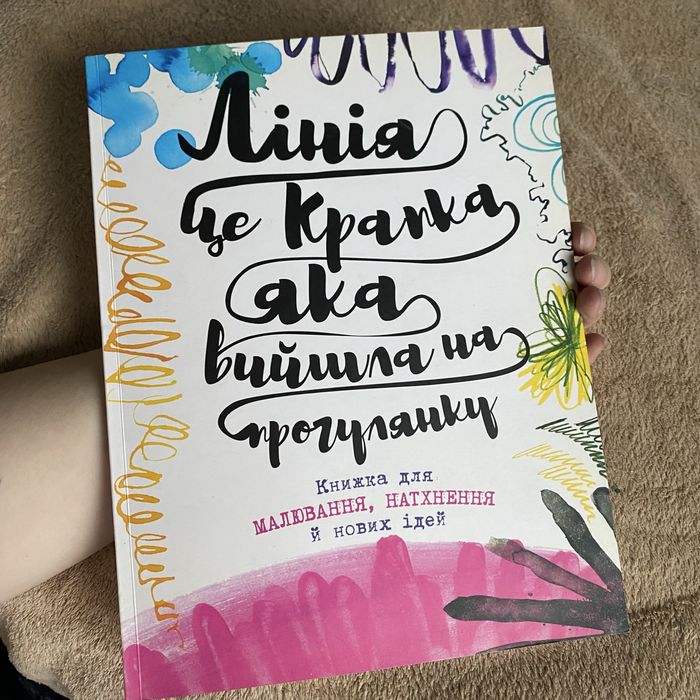 Лінія
це крапка
яка
вийшла на
прогулянку
Книжка для
МАЛЮВАННЯ, НАТХНЕННЯ
й нових ідей